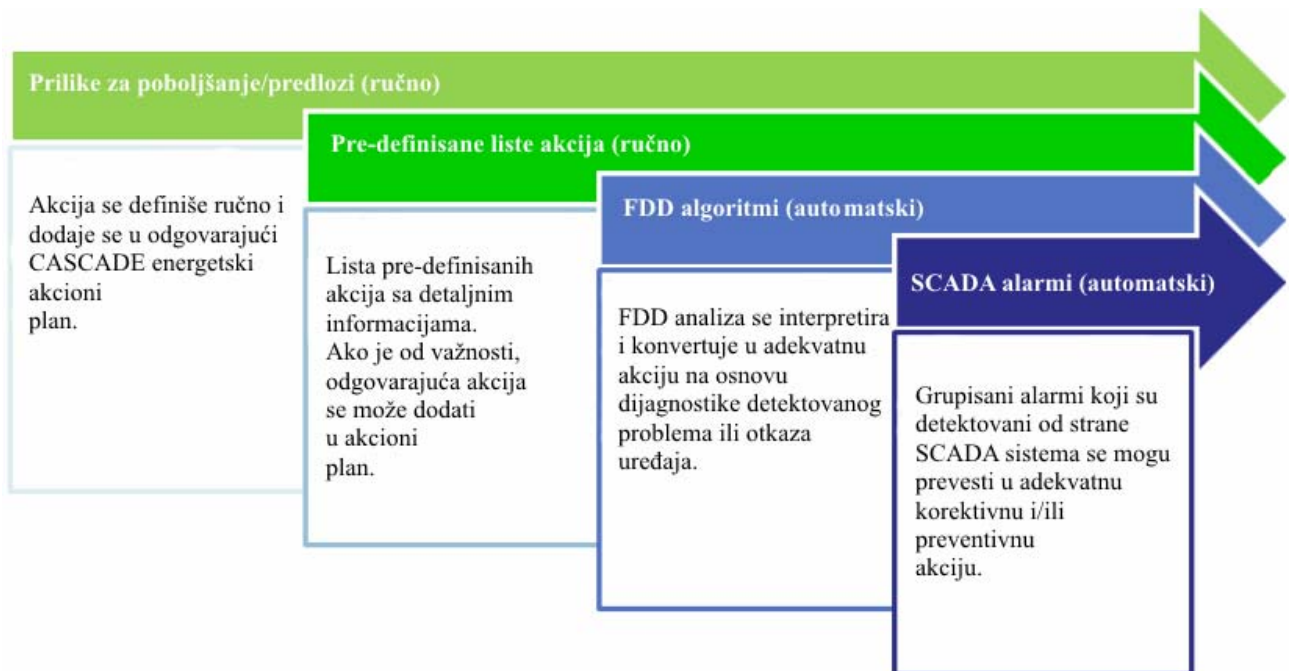 Prilike za poboljšanje/predlozi (ručno)
Akcija se definiše ručno i
dodaje se u odgovarajući
CASCADE energetski
akcioni
plan.
Pre-definisane liste akcija (ručno)
Lista pre-definisanih
akcija sa detaljnim
informacijama.
Ako je od važnosti,
odgovarajuća akcija
se može dodati
u akcioni
plan.
FDD algoritmi (automatski)
FDD analiza se interpretira
i konvertuje u adekvatnu
akciju na osnovu
dijagnostike detektovanog
problema ili otkaza
uređaja.
SCADA alarmi (automatski)
Grupisani alarmi koji su
detektovani od strane
SCADA sistema se mogu
prevesti u adekvatnu
korektivnu i/ili
preventivnu
akciju.